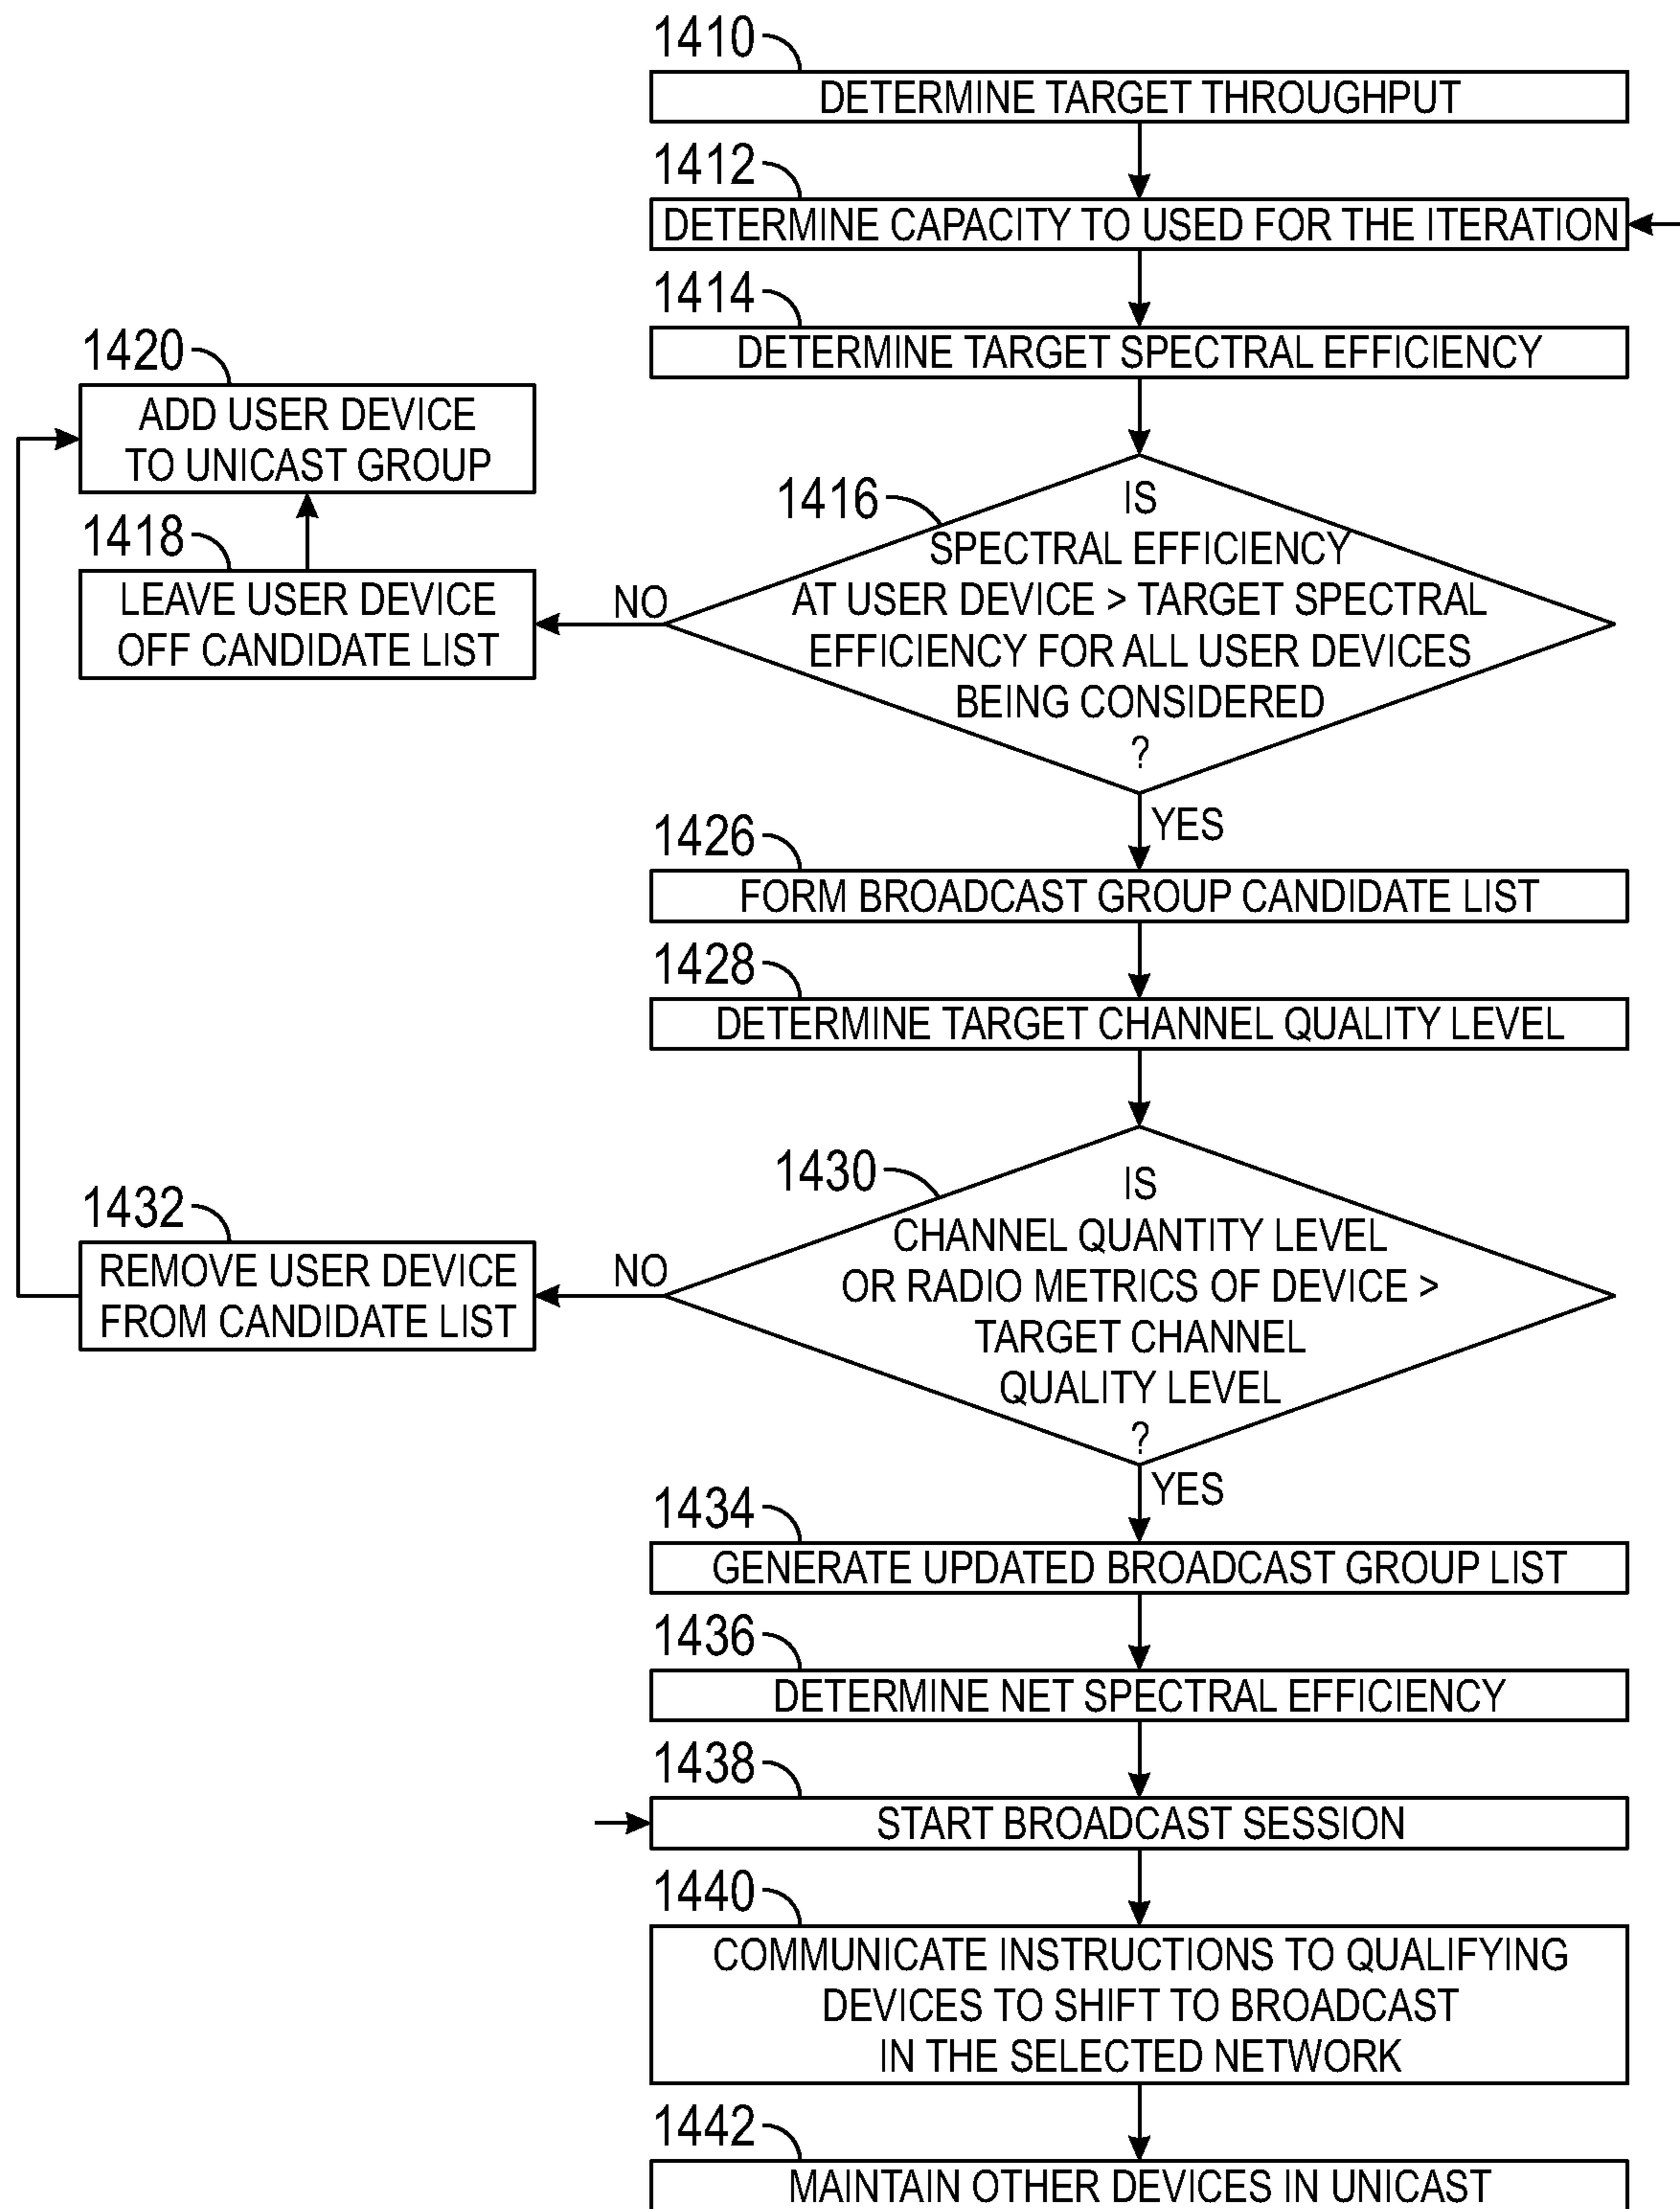 1410
DETERMINE TARGET THROUGHPUT
1412
DETERMINE CAPACITY TO USED FOR THE ITERATION
1414
DETERMINE TARGET SPECTRAL EFFICIENCY
1420
ADD USER DEVICE
TO UNICAST GROUP
1418
LEAVE USER DEVICE
OFF CANDIDATE LIST
NO
1416
IS
SPECTRAL EFFICIENCY
AT USER DEVICE > TARGET SPECTRAL
EFFICIENCY FOR ALL USER DEVICES
BEING CONSIDERED
?
YES
1426
FORM BROADCAST GROUP CANDIDATE LIST
1428
DETERMINE TARGET CHANNEL QUALITY LEVEL
1430
IS
CHANNEL QUANTITY LEVEL
OR RADIO METRICS OF DEVICE >
TARGET CHANNEL
QUALITY LEVEL
?
NO
1432
REMOVE USER DEVICE
FROM CANDIDATE LIST
YES
1434
GENERATE UPDATED BROADCAST GROUP LIST
1436
DETERMINE NET SPECTRAL EFFICIENCY
1438
START BROADCAST SESSION
1440
COMMUNICATE INSTRUCTIONS TO QUALIFYING
DEVICES TO SHIFT TO BROADCAST
IN THE SELECTED NETWORK
1442
MAINTAIN OTHER DEVICES IN UNICAST